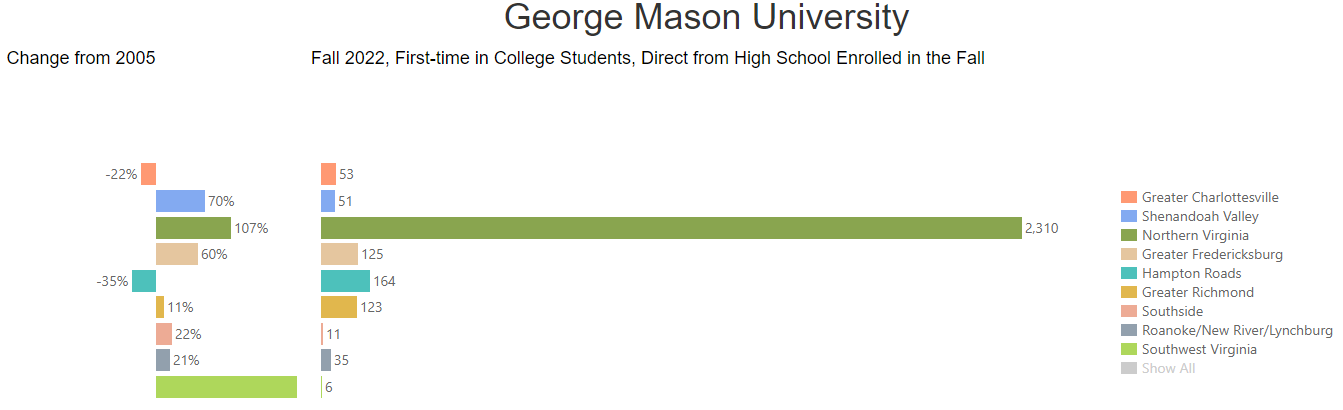 George Mason University
Change from 2005
Fall 2022, First-time in College Students, Direct from High School Enrolled in the Fall
-22% 53
70% 51
107% 2,310
60% 125
-35% 164
11% 123
22% 11
21% 35
6
Greater Charlottesville
Shenandoah Valley
Northern Virginia
Greater Fredericksburg
Hampton Roads
Greater Richmond
Southside
Roanoke/New River/Lynchburg
Southwest Virginia
Show All